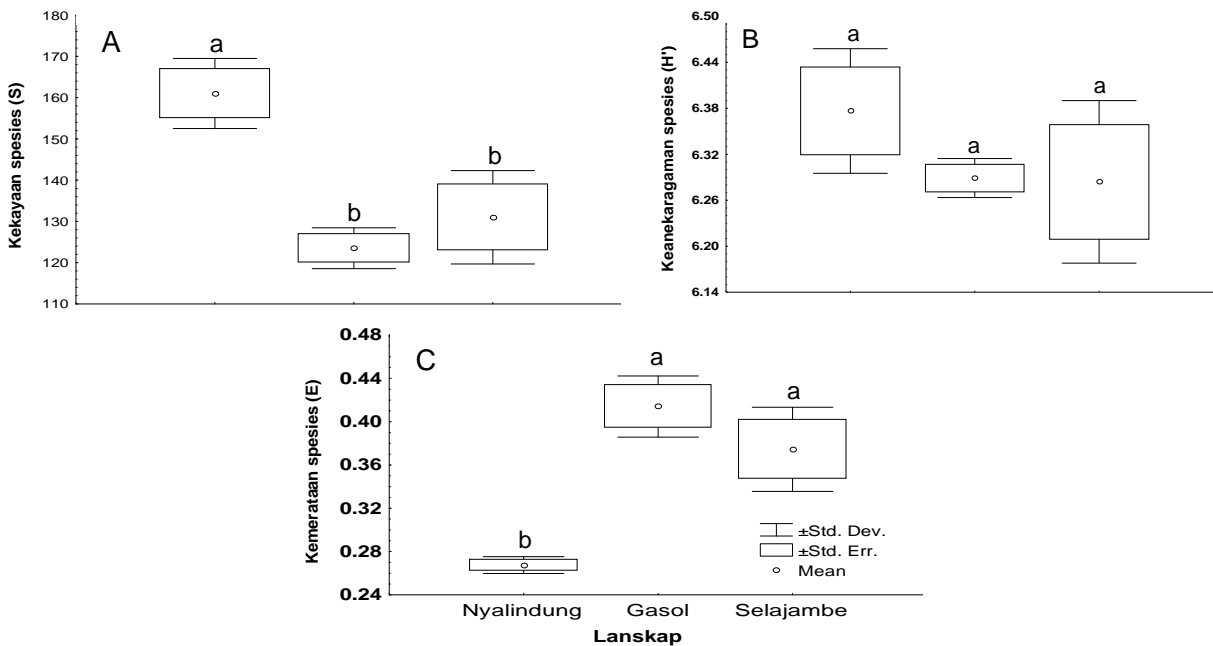 A
Kekayaan spesies (S)
180
170
160
150
140
130
120
110
a
b
b
B
Keanekaragaman spesies (H')
6.50
6.44
6.38
6.32
6.26
6.20
6.14
a
a
a
C
Kemerataan spesies (E)
0.48
0.44
0.40
0.36
0.32
0.28
0.24
b
a
a
±Std. Dev.
±Std. Err.
Mean
Nyalindung Gasol Selajambe
Lanskap